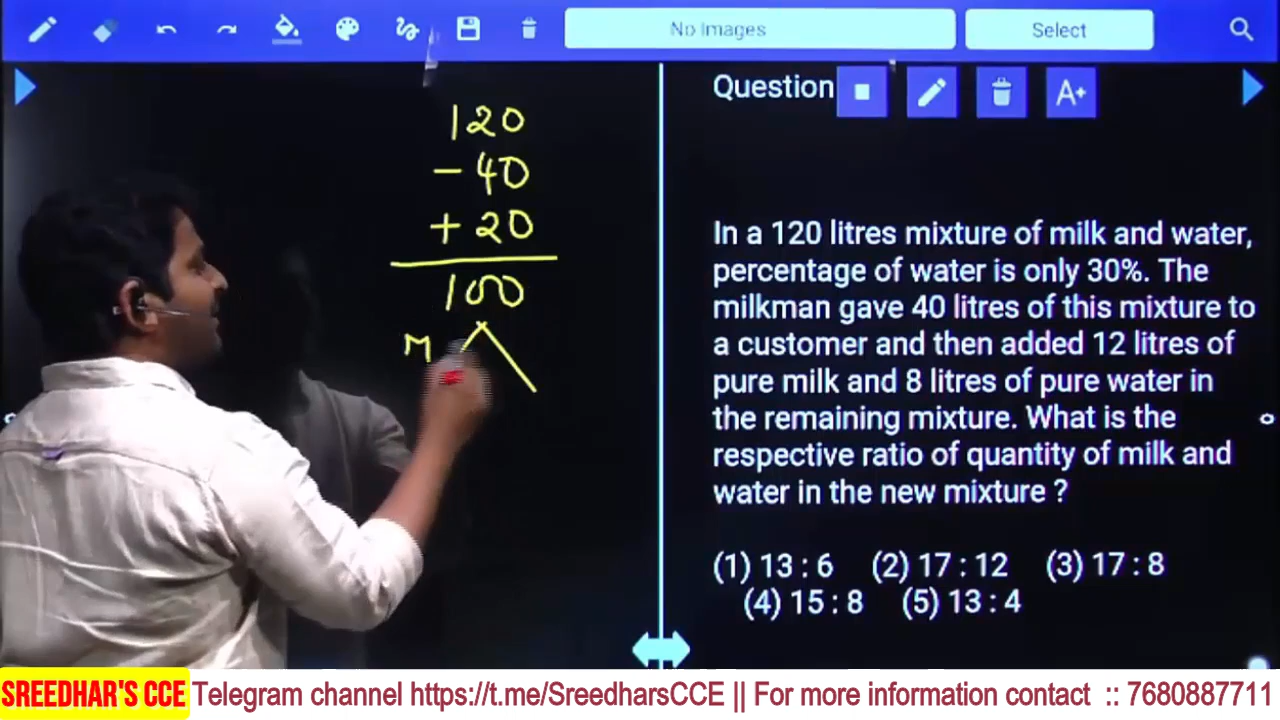 No Images
Select
120
- 40
+ 20
100
M
Question
A+
In a 120 litres mixture of milk and water,
percentage of water is only 30%. The
milkman gave 40 litres of this mixture to
a customer and then added 12 litres of
pure milk and 8 litres of pure water in
the remaining mixture. What is the
respective ratio of quantity of milk and
water in the new mixture ?
(1) 13 : 6 (2) 17 : 12 (3) 17 : 8
(4) 15 : 8 (5) 13 : 4
SREEDHAR'S CCE Telegram channel https://t.me/SreedharsCCE || For more information contact :: 7680887711